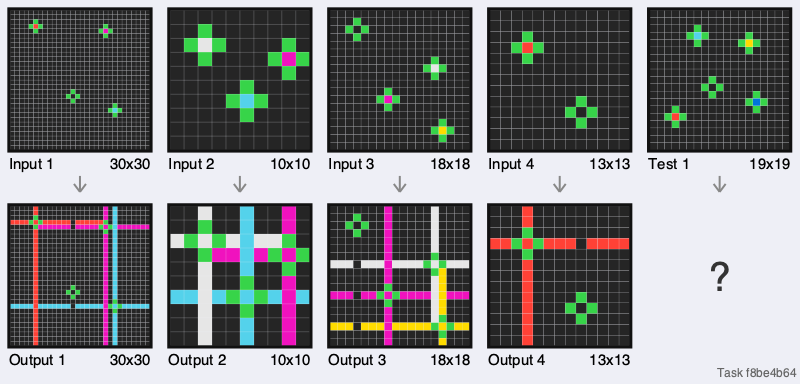 Input 1 30x30
Input 2 10x10
Input 3 18x18
Input 4 13x13
Test 1 19x19
Output 1 30x30
Output 2 10x10
Output 3 18x18
Output 4 13x13
?
Task f8be4b64